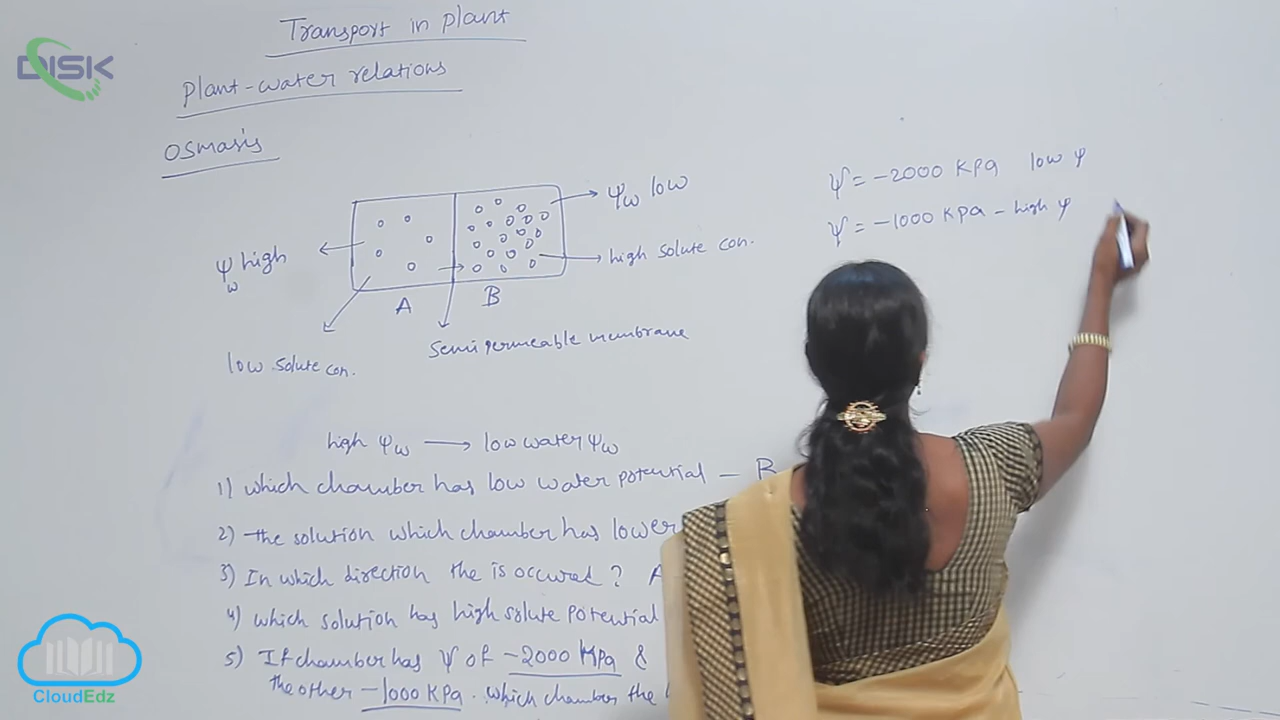 Transport in plant
DISK
Plant-water relations
Osmasis
Ψw low
Ψw high
high solute con.
A
B
low solute con.
Semi permeable membrane
Ψ = -2000 KPa low Ψ
Ψ = -1000 KPa - high Ψ
high Ψw → low water Ψw
1) which chamber has low water potential - B
2) the solution which chamber has lower
3) In which direction the is occured ? A
4) which solution has high solute potential
5) If chamber has Ψ of -2000 KPa &
the other -1000 KPa. which chamber the
CloudEdz